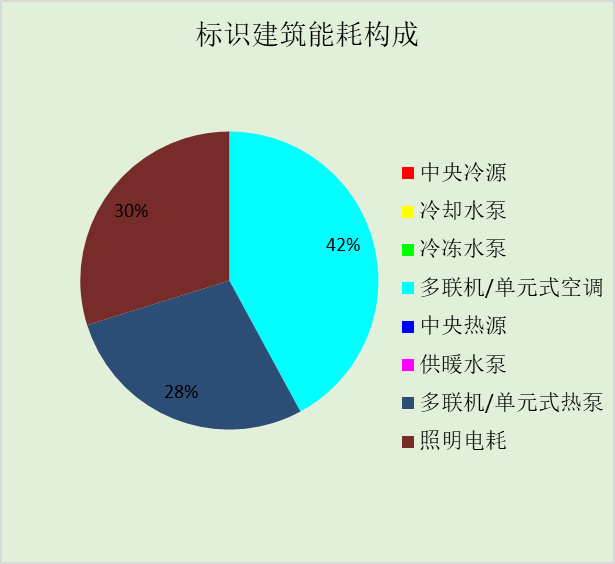 标识建筑能耗构成
30%
42%
28%
中央冷源
冷却水泵
冷冻水泵
多联机/单元式空调
中央热源
供暖水泵
多联机/单元式热泵
照明电耗